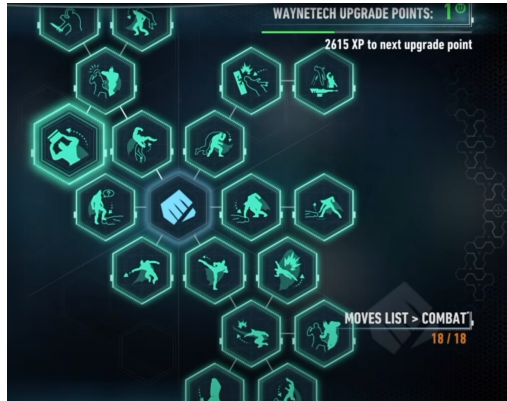 WAYNETECH UPGRADE POINTS: 1
2615 XP to next upgrade point
?
MOVES LIST > COMBAT
18 / 18